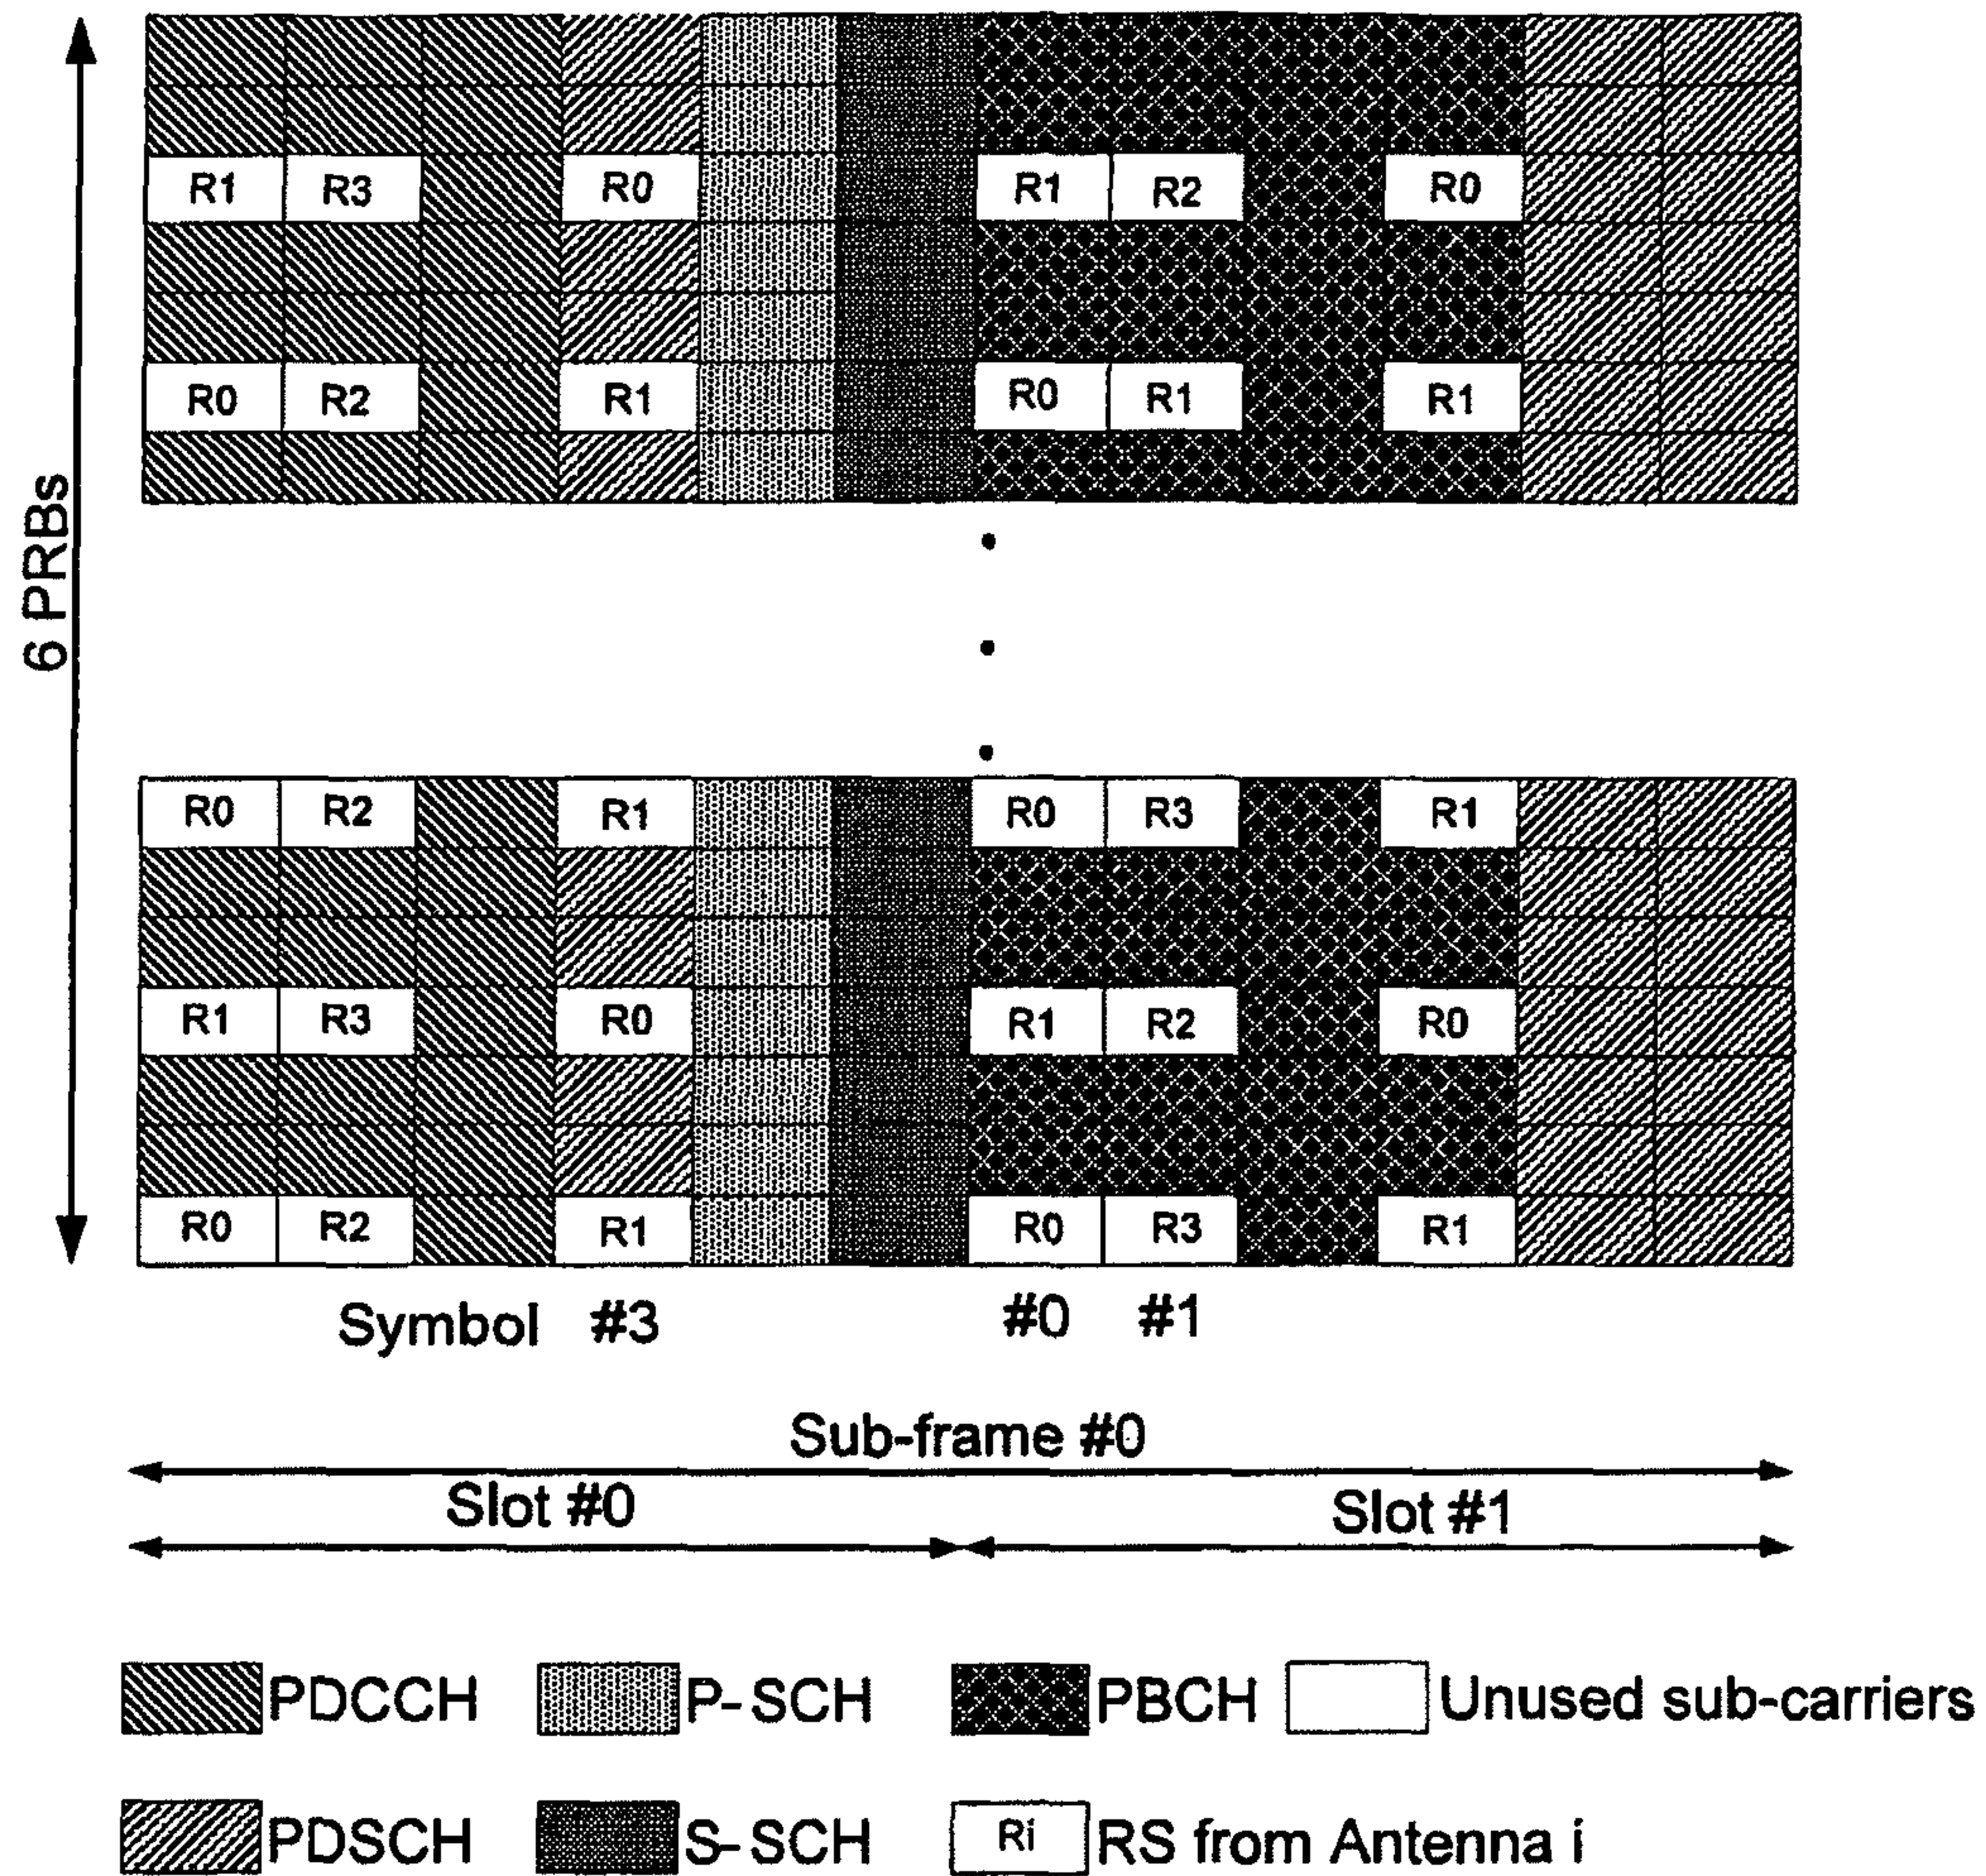 R1 R3 R0 R1 R2 R0
R0 R2 R1 R0 R1 R1
6 PRBs
R0 R2 R1 R0 R3 R1
R1 R3 R0 R1 R2 R0
R0 R2 R1 R0 R3 R1
Symbol #3 #0 #1
Sub-frame #0
Slot #0 Slot #1
PDCCH P-SCH PBCH Unused sub-carriers
PDSCH S-SCH Ri RS from Antenna i